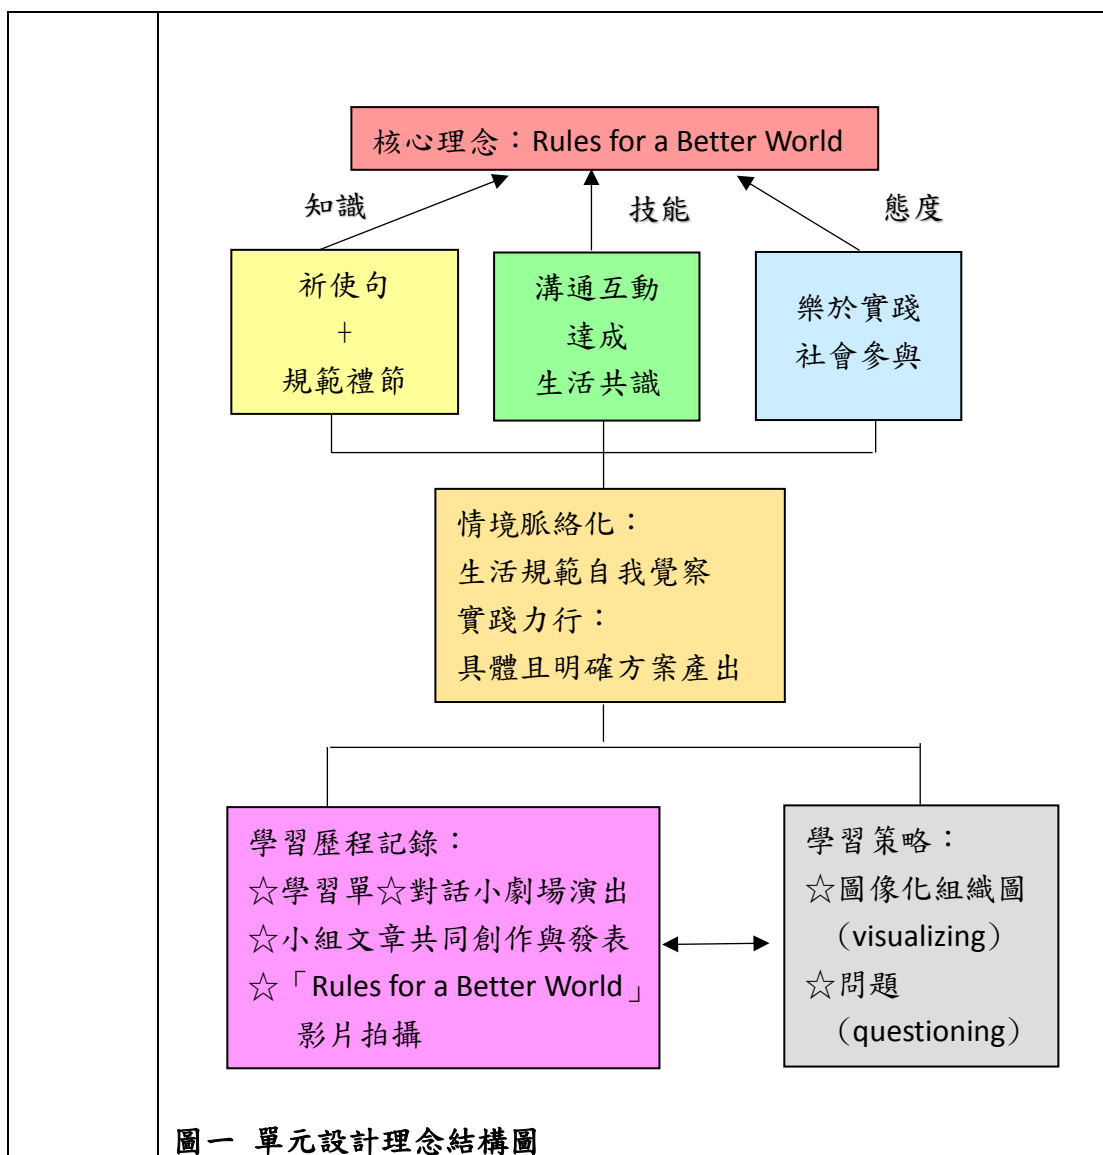 核心理念：Rules for a Better World
知識
技能
態度
祈使句
+
規範禮節
溝通互動
達成
生活共識
樂於實踐
社會參與
情境脈絡化：
生活規範自我覺察
實踐力行：
具體且明確方案產出
學習歷程記錄：
☆學習單☆對話小劇場演出
☆小組文章共同創作與發表
☆「Rules for a Better World」
影片拍攝
學習策略：
☆圖像化組織圖
（visualizing）
☆問題
（questioning）
圖一 單元設計理念結構圖